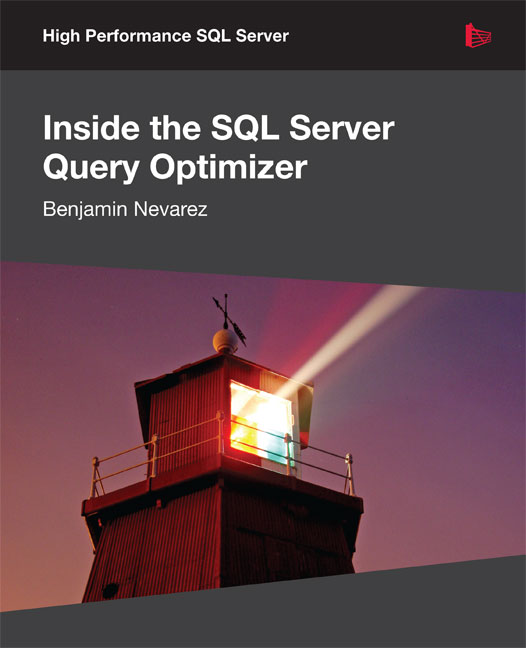 High Performance SQL Server
Inside the SQL Server
Query Optimizer
Benjamin Nevarez